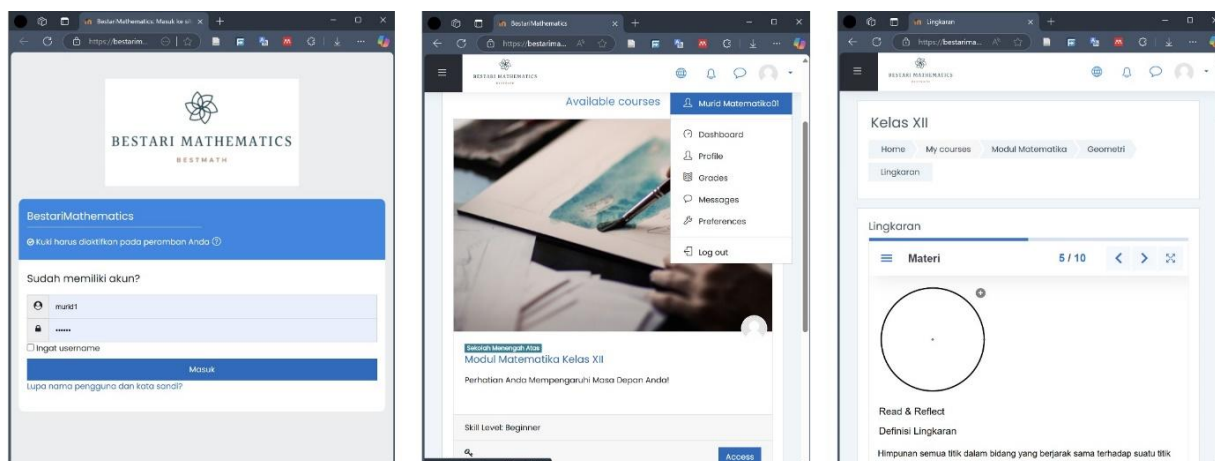 BestariMathematics: Masuk ke sit
https://bestarim...
BESTARI MATHEMATICS
BESTMATH
BestariMathematics
Kuki harus diaktifkan pada peramban Anda
Sudah memiliki akun?
murid1
••••••
Ingat username
Masuk
Lupa nama pengguna dan kata sandi?
BestariMathematics
https://bestarima...
BESTARI MATHEMATICS
Available courses
Murid Matematika01
Dashboard
Profile
Grades
Messages
Preferences
Log out
Sekolah Menengah Atas
Modul Matematika Kelas XII
Perhatian Anda Mempengaruhi Masa Depan Anda!
Skill Level: Beginner
Access
Lingkaran
https://bestarima...
BESTARI MATHEMATICS
Kelas XII
Home My courses Modul Matematika Geometri
Lingkaran
Lingkaran
Materi 5 / 10
Read & Reflect
Definisi Lingkaran
Himpunan semua titik dalam bidang yang berjarak sama terhadap suatu titik